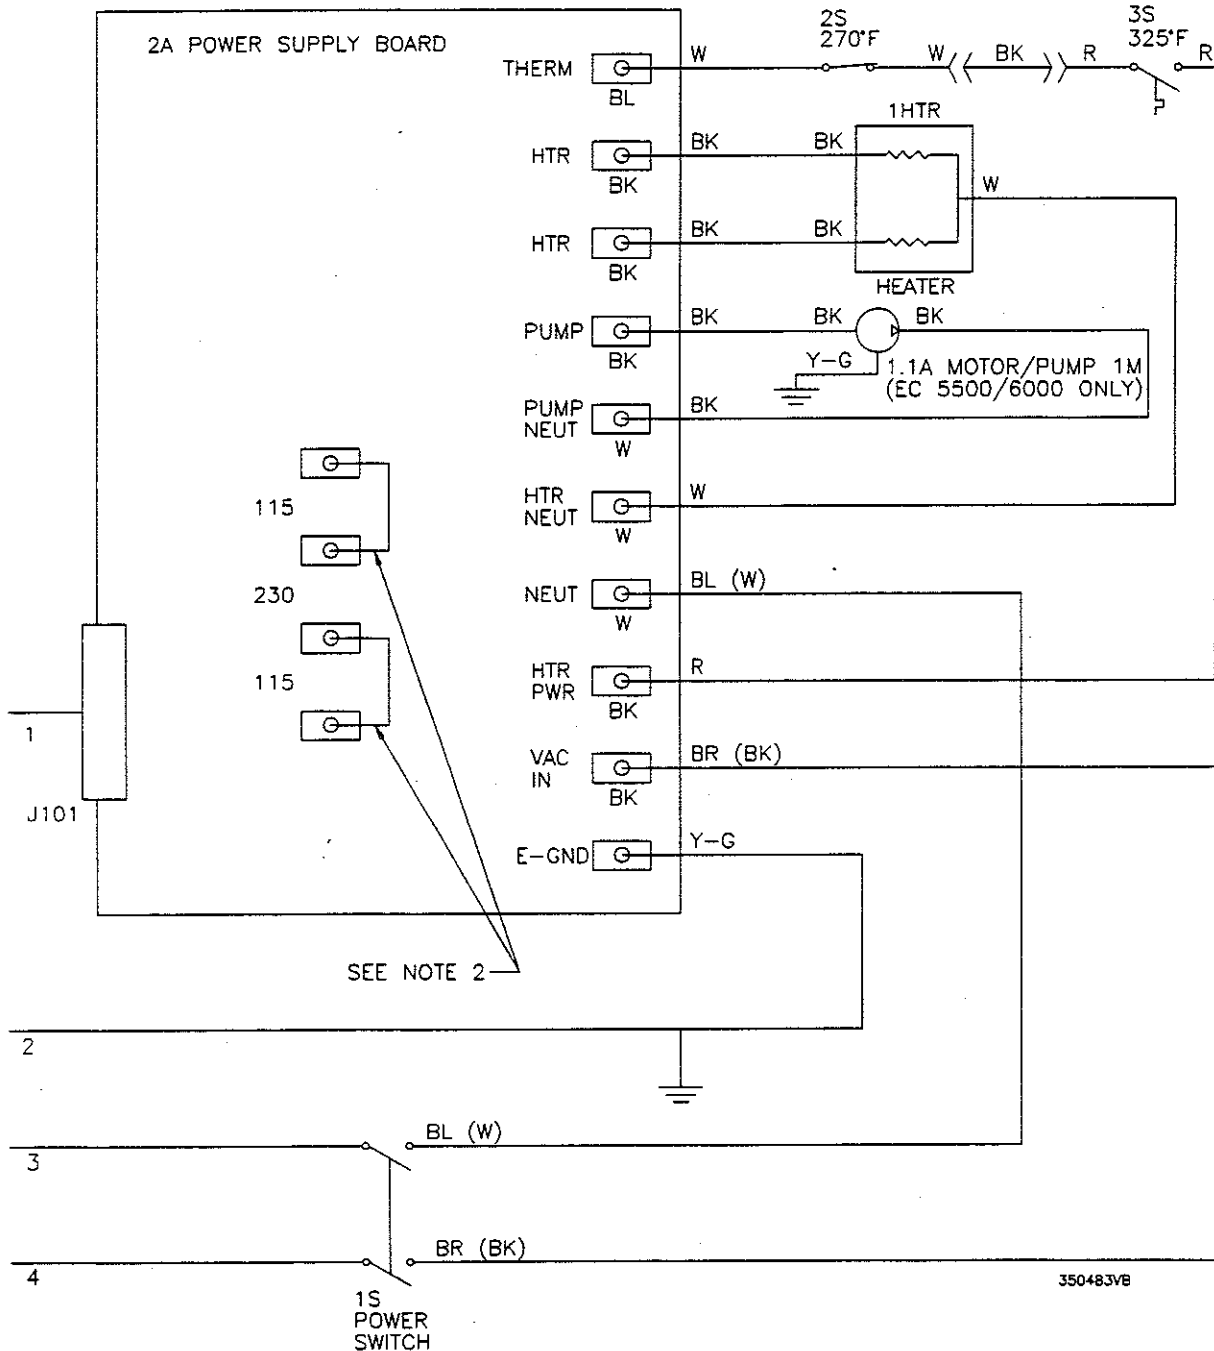 2A POWER SUPPLY BOARD
THERM
BL
W
2S
270°F
W
BK
R
3S
325°F
R
HTR
BK
BK
BK
1HTR
W
HTR
BK
BK
BK
HEATER
PUMP
BK
BK
BK
BK
Y-G
1.1A MOTOR/PUMP 1M
(EC 5500/6000 ONLY)
PUMP
NEUT
W
BK
115
230
115
HTR
NEUT
W
W
NEUT
W
BL (W)
HTR
PWR
BK
R
VAC
IN
BK
BR (BK)
E-GND
Y-G
1
J101
SEE NOTE 2
2
3
BL (W)
4
BR (BK)
1S
POWER
SWITCH
350483VB